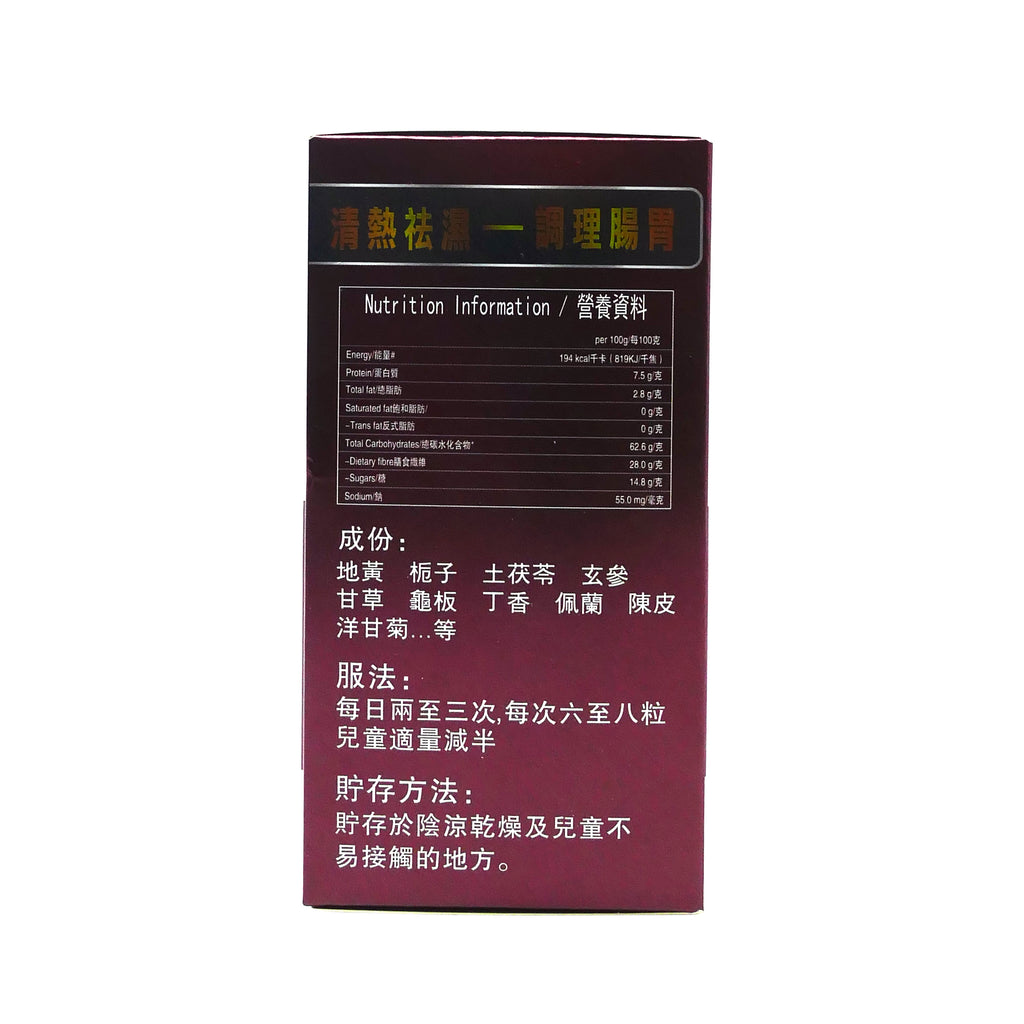 清熱祛濕一調理腸胃
Nutrition Information / 營養資料
per 100g/每100克
Energy/能量# 194 kcal千卡 ( 819KJ/千焦 )
Protein/蛋白質 7.5 g/克
Total fat/總脂肪 2.8 g/克
Saturated fat飽和脂肪/ 0 g/克
-Trans fat反式脂肪 0 g/克
Total Carbohydrates/總碳水化合物* 62.6 g/克
-Dietary fibre膳食纖維 28.0 g/克
-Sugars/糖 14.8 g/克
Sodium/鈉 55.0 mg/毫克
成份:
地黃 梔子 土茯苓 玄參
甘草 龜板 丁香 佩蘭 陳皮
洋甘菊...等
服法:
每日兩至三次,每次六至八粒
兒童適量減半
貯存方法:
貯存於陰涼乾燥及兒童不
易接觸的地方。